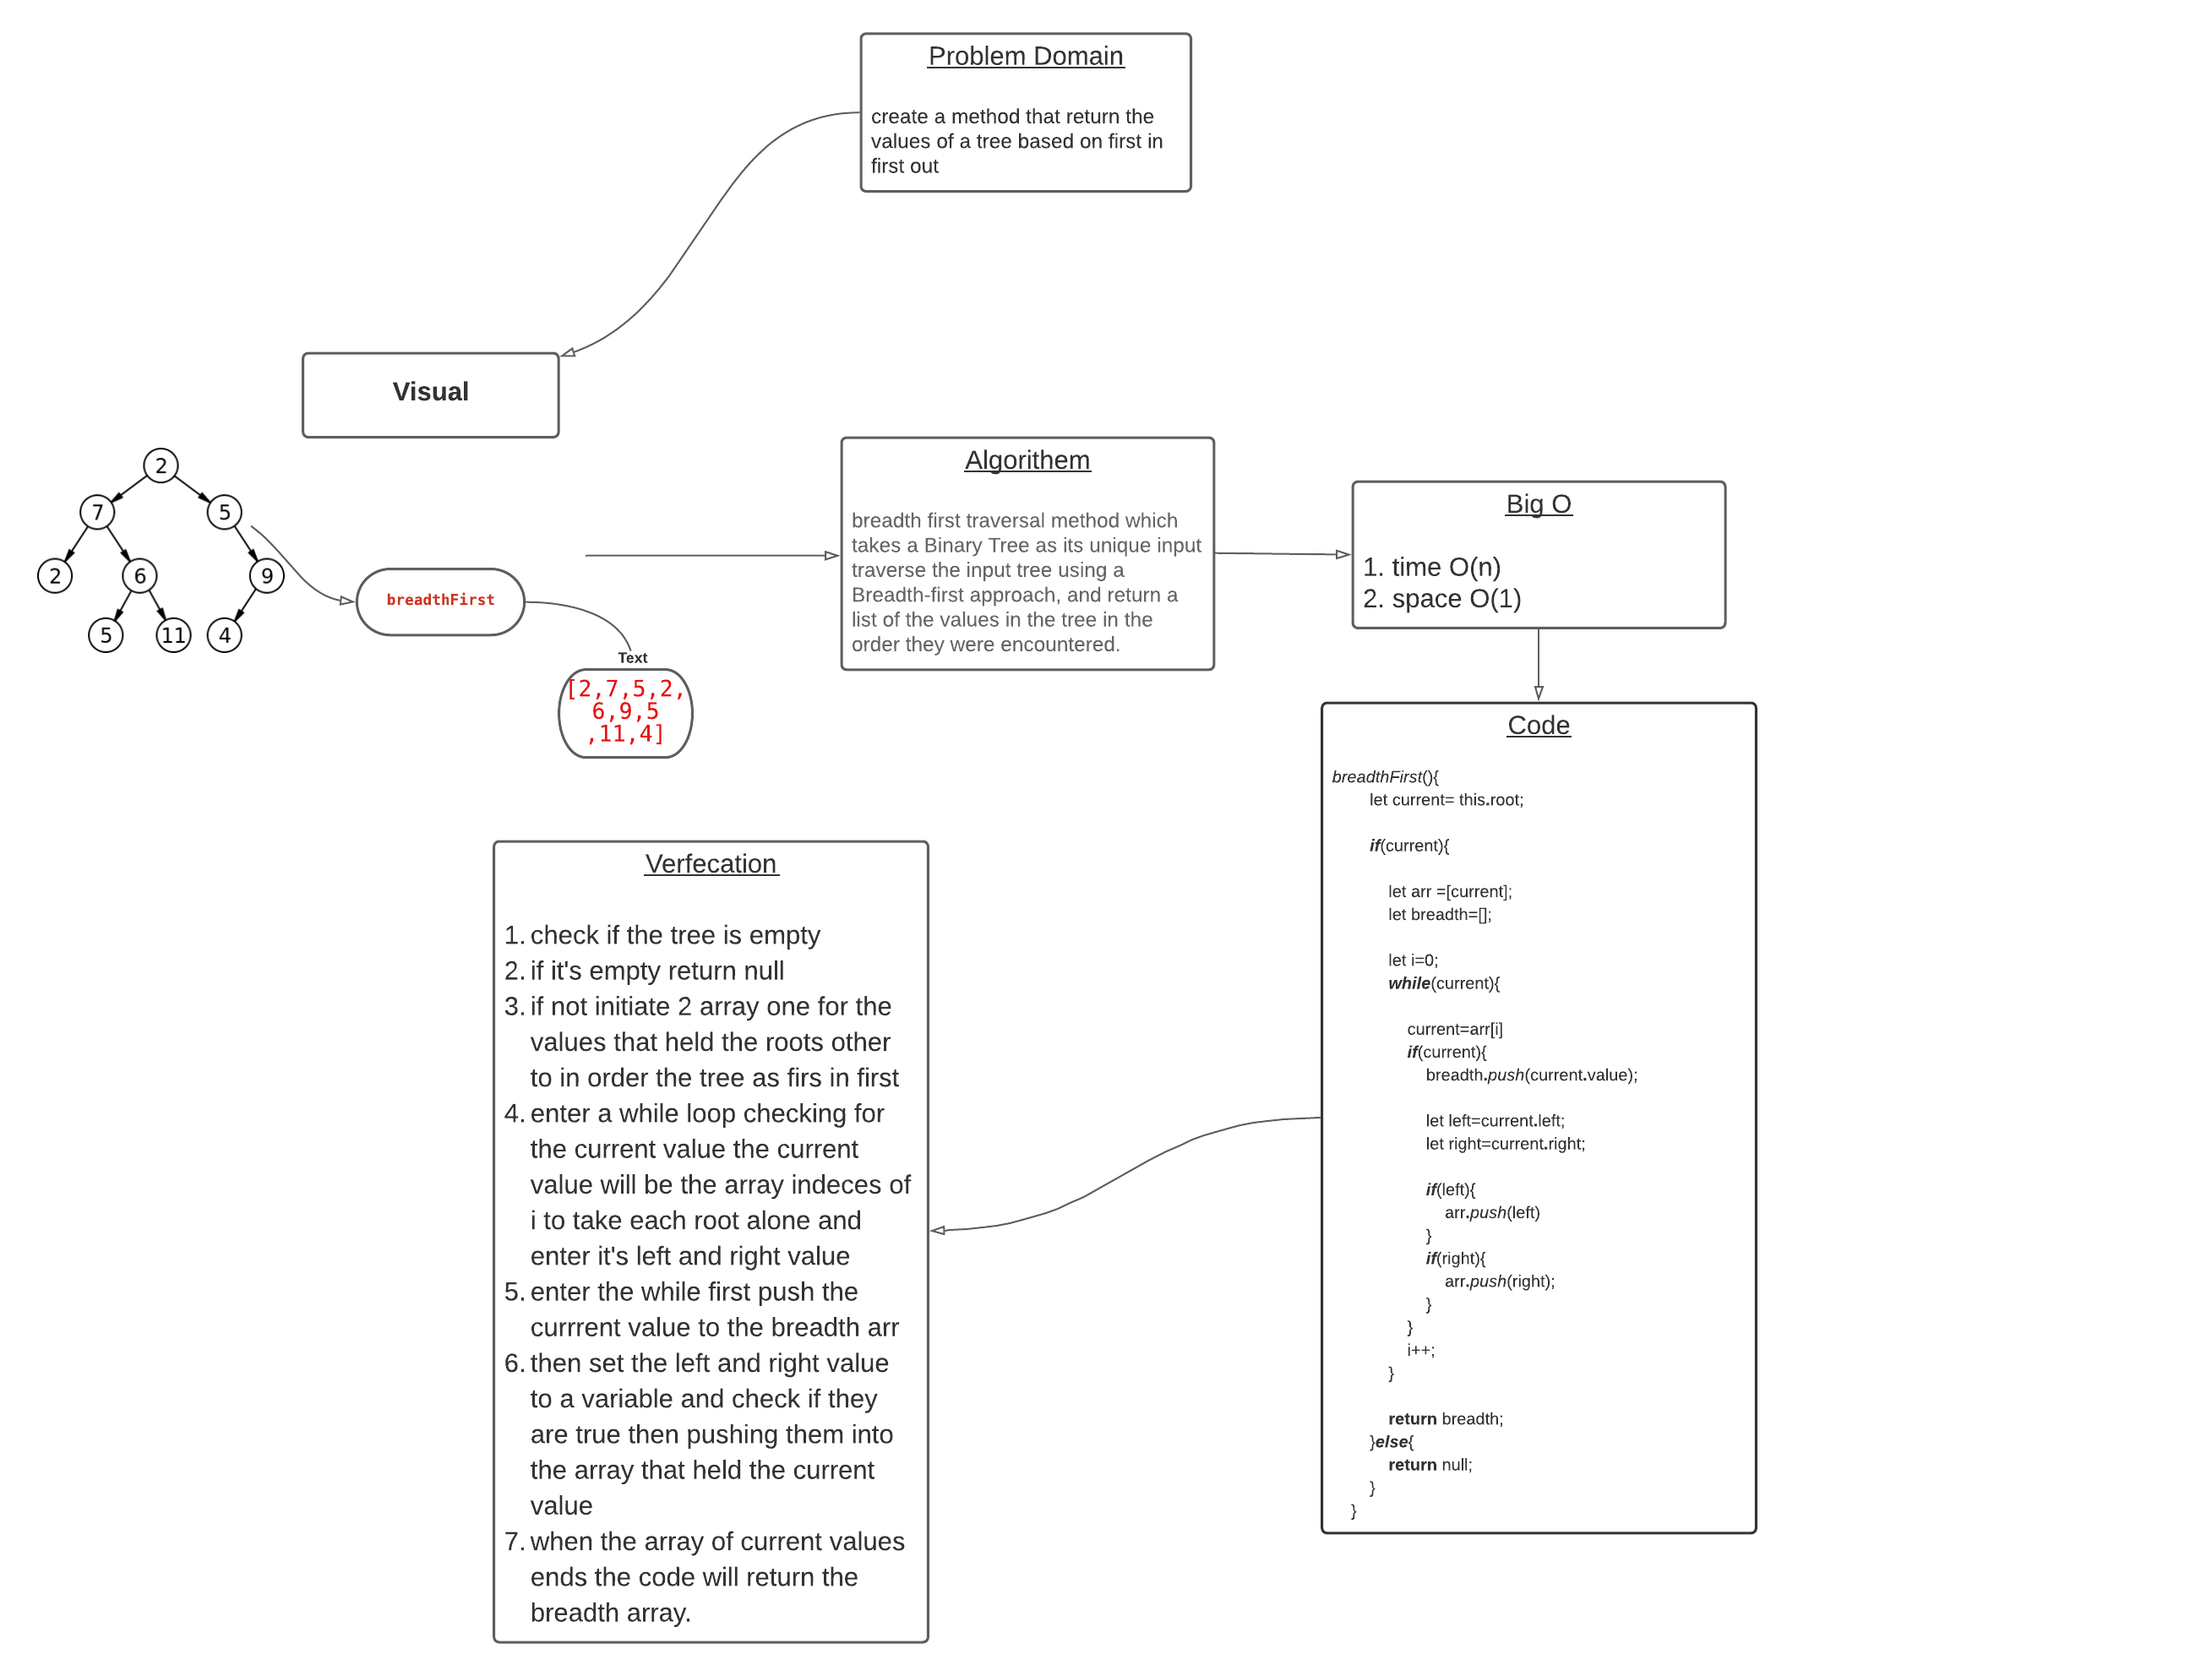 Problem Domain
create a method that return the
values of a tree based on first in
first out
Visual
2
7
5
2
6
9
5
11
4
breadthFirst
Text
[2,7,5,2,
6,9,5
,11,4]
Algorithem
breadth first traversal method which
takes a Binary Tree as its unique input
traverse the input tree using a
Breadth-first approach, and return a
list of the values in the tree in the
order they were encountered.
Big O
1. time O(n)
2. space O(1)
Code
breadthFirst(){
let current= this.root;
if(current){
let arr =[current];
let breadth=[];
let i=0;
while(current){
current=arr[i]
if(current){
breadth.push(current.value);
let left=current.left;
let right=current.right;
if(left){
arr.push(left)
}
if(right){
arr.push(right);
}
}
i++;
}
return breadth;
}else{
return null;
}
}
Verfecation
1. check if the tree is empty
2. if it's empty return null
3. if not initiate 2 array one for the
values that held the roots other
to in order the tree as firs in first
4. enter a while loop checking for
the current value the current
value will be the array indeces of
i to take each root alone and
enter it's left and right value
5. enter the while first push the
currrent value to the breadth arr
6. then set the left and right value
to a variable and check if they
are true then pushing them into
the array that held the current
value
7. when the array of current values
ends the code will return the
breadth array.